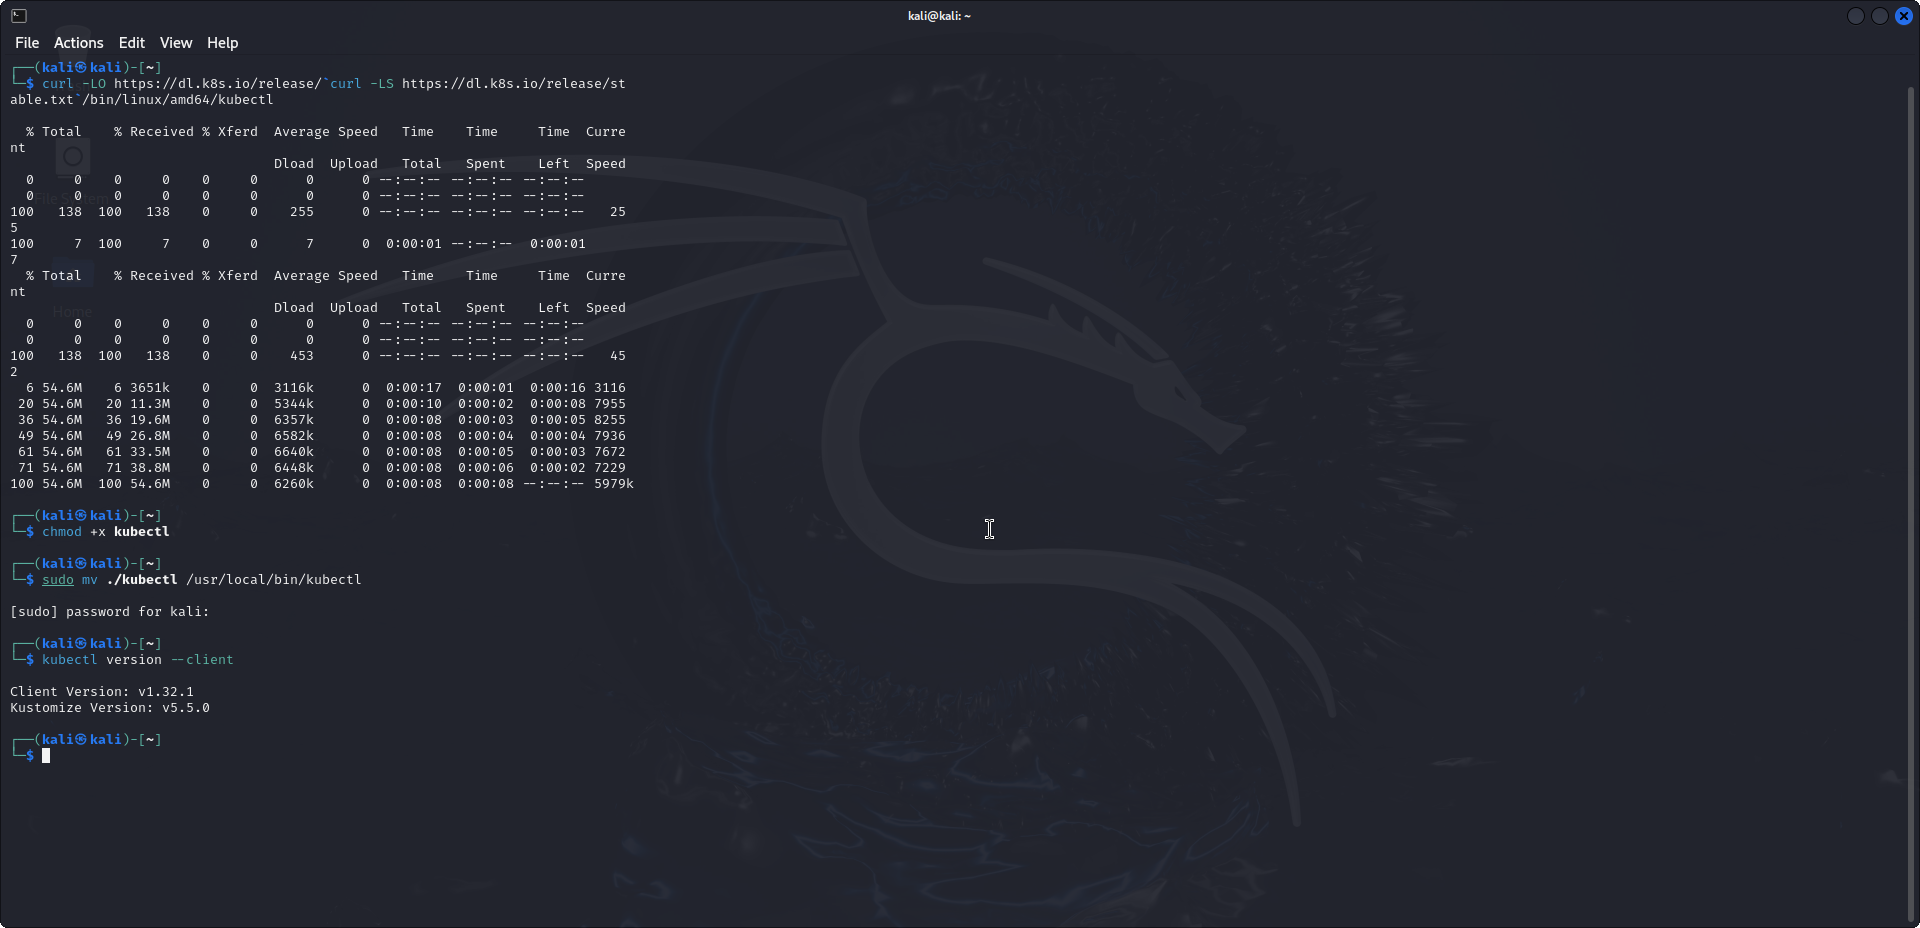 kali@kali: ~
File Actions Edit View Help
┌──(kali㉿kali)-[~]
└─$ curl -LO https://dl.k8s.io/release/`curl -LS https://dl.k8s.io/release/st
able.txt`/bin/linux/amd64/kubectl
  % Total    % Received % Xferd  Average Speed   Time    Time     Time  Curre
nt
                                 Dload  Upload   Total   Spent    Left  Speed
  0     0    0     0    0     0      0      0 --:--:-- --:--:-- --:--:--
  0     0    0     0    0     0      0      0 --:--:-- --:--:-- --:--:--
100   138  100   138    0     0    255      0 --:--:-- --:--:-- --:--:--   25
5
100     7  100     7    0     0      7      0  0:00:01 --:--:--  0:00:01
7
  % Total    % Received % Xferd  Average Speed   Time    Time     Time  Curre
nt
                                 Dload  Upload   Total   Spent    Left  Speed
  0     0    0     0    0     0      0      0 --:--:-- --:--:-- --:--:--
  0     0    0     0    0     0      0      0 --:--:-- --:--:-- --:--:--
100   138  100   138    0     0    453      0 --:--:-- --:--:-- --:--:--   45
2
  6 54.6M    6 3651k    0     0  3116k      0  0:00:17  0:00:01  0:00:16 3116
 20 54.6M   20 11.3M    0     0  5344k      0  0:00:10  0:00:02  0:00:08 7955
 36 54.6M   36 19.6M    0     0  6357k      0  0:00:08  0:00:03  0:00:05 8255
 49 54.6M   49 26.8M    0     0  6582k      0  0:00:08  0:00:04  0:00:04 7936
 61 54.6M   61 33.5M    0     0  6640k      0  0:00:08  0:00:05  0:00:03 7672
 71 54.6M   71 38.8M    0     0  6448k      0  0:00:08  0:00:06  0:00:02 7229
100 54.6M  100 54.6M    0     0  6260k      0  0:00:08  0:00:08 --:--:-- 5979k
┌──(kali㉿kali)-[~]
└─$ chmod +x kubectl
┌──(kali㉿kali)-[~]
└─$ sudo mv ./kubectl /usr/local/bin/kubectl
[sudo] password for kali:
┌──(kali㉿kali)-[~]
└─$ kubectl version --client
Client Version: v1.32.1
Kustomize Version: v5.5.0
┌──(kali㉿kali)-[~]
└─$
File System
Home